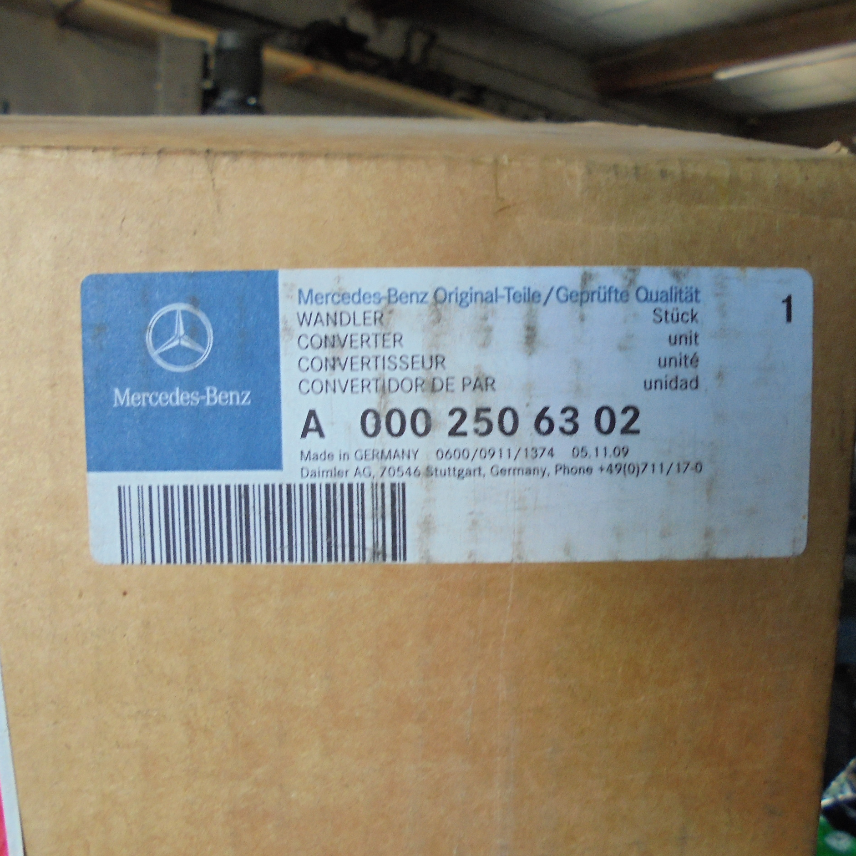 Mercedes-Benz
Mercedes-Benz Original-Teile/Geprüfte Qualität
1
WANDLER Stück
CONVERTER unit
CONVERTISSEUR unité
CONVERTIDOR DE PAR unidad
A 000 250 63 02
Made in GERMANY 0600/0911/1374 05.11.09
Daimler AG, 70546 Stuttgart, Germany, Phone +49(0)711/17-0